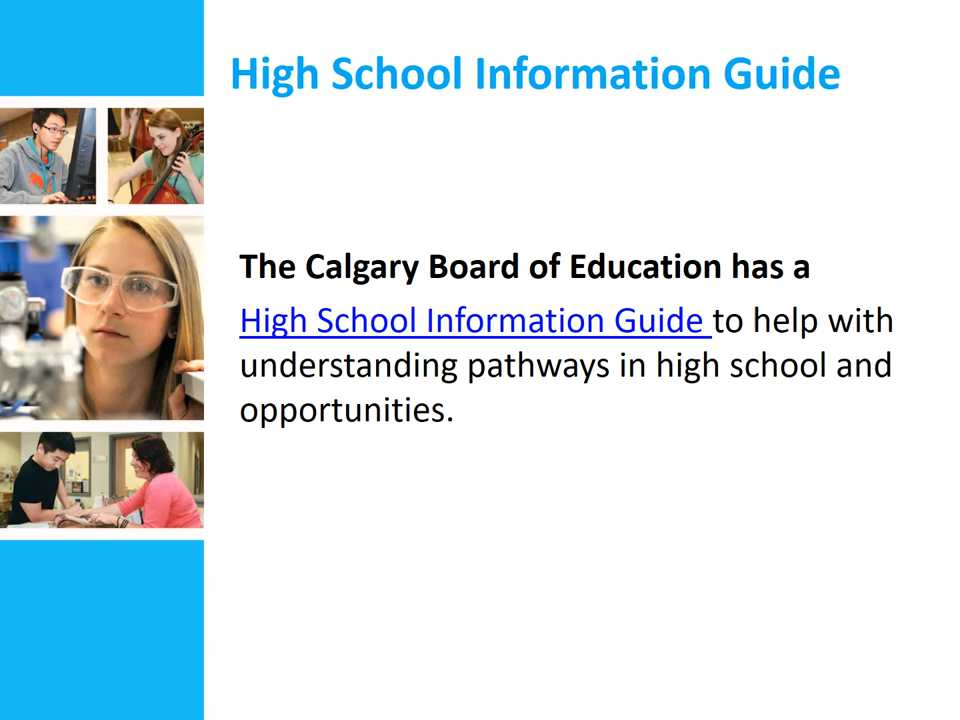 High School Information Guide
The Calgary Board of Education has a
High School Information Guide to help with
understanding pathways in high school and
opportunities.